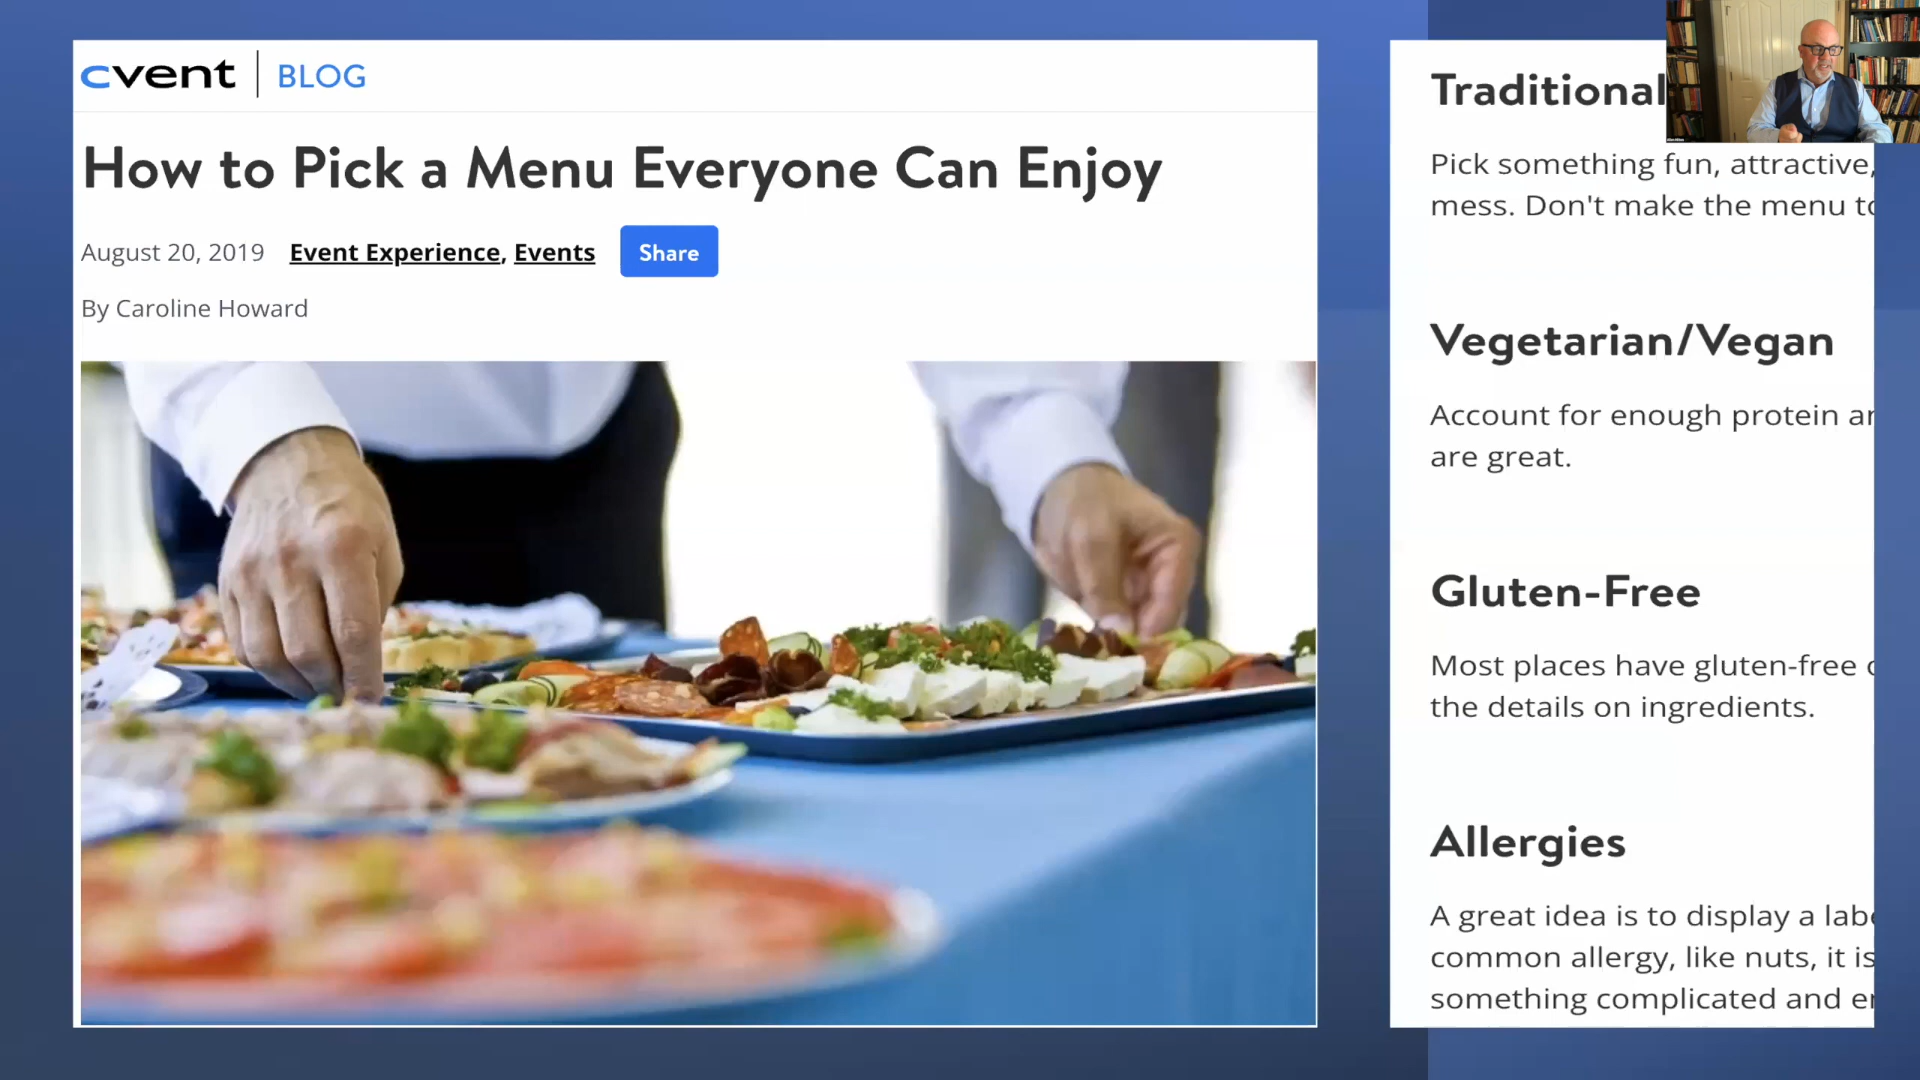 cvent | BLOG
How to Pick a Menu Everyone Can Enjoy
August 20, 2019 Event Experience, Events Share
By Caroline Howard
Traditional
Pick something fun, attractive,
mess. Don't make the menu
Vegetarian/Vegan
Account for enough protein
are great.
Gluten-Free
Most places have gluten-free
the details on ingredients.
Allergies
A great idea is to display a
common allergy, like nuts, it is
something complicated and